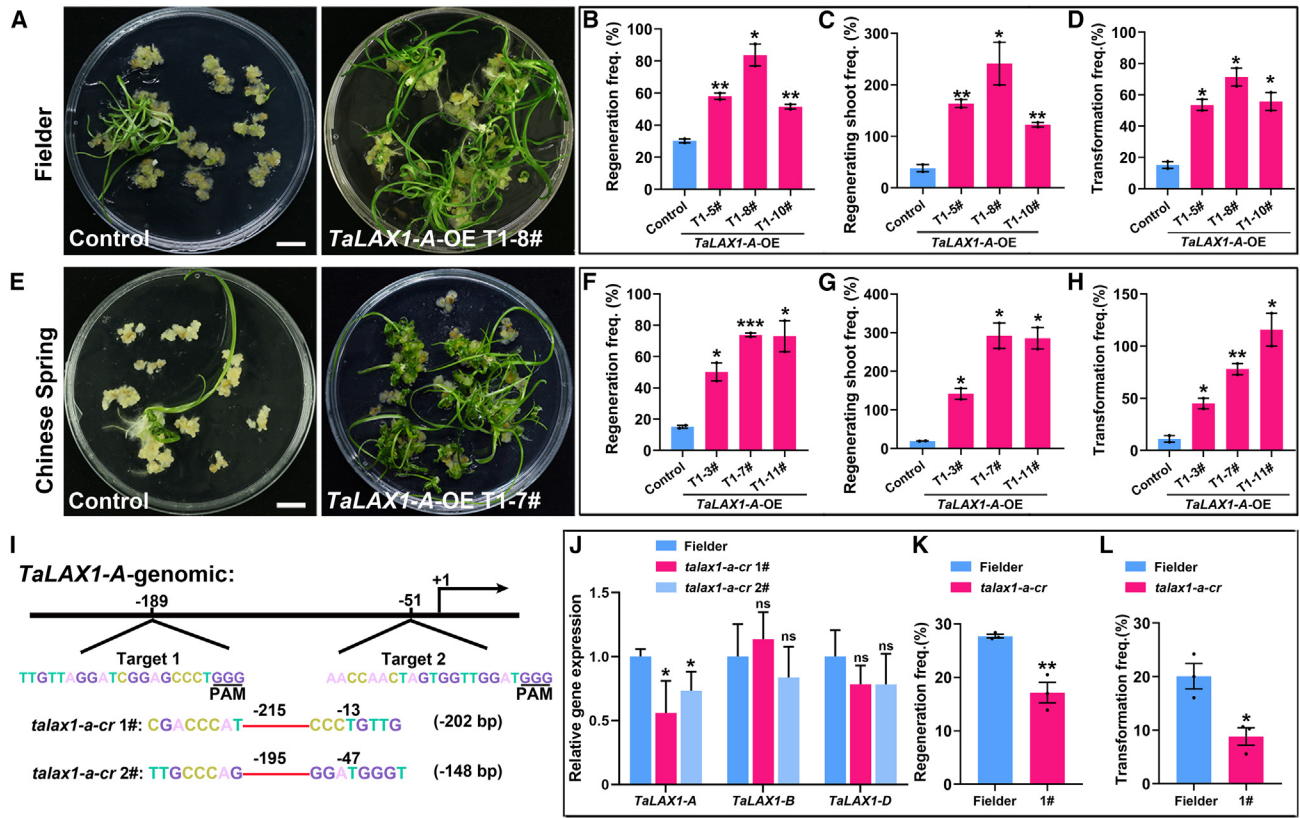 A
Fielder
Control
TaLAX1-A-OE T1-8#
B
Regeneration freq. (%)
100
80
60
40
20
0
**
*
**
Control
T1-5#
T1-8#
T1-10#
TaLAX1-A-OE
C
Regenerating shoot freq. (%)
300
200
100
0
**
*
**
Control
T1-5#
T1-8#
T1-10#
TaLAX1-A-OE
D
Transformation freq.(%)
100
80
60
40
20
0
*
*
*
Control
T1-5#
T1-8#
T1-10#
TaLAX1-A-OE
E
Chinese Spring
Control
TaLAX1-A-OE T1-7#
F
Regeneration freq. (%)
100
80
60
40
20
0
*
***
*
Control
T1-3#
T1-7#
T1-11#
TaLAX1-A-OE
G
Regenerating shoot freq. (%)
400
300
200
100
0
*
*
*
Control
T1-3#
T1-7#
T1-11#
TaLAX1-A-OE
H
Transformation freq.(%)
150
100
50
0
*
**
*
Control
T1-3#
T1-7#
T1-11#
TaLAX1-A-OE
I
TaLAX1-A-genomic:
-189 -51 +1
Target 1 Target 2
TTGTTAGGATCGGAGCCCTGGG AACCAACTAGTGGTTGGATGGG
PAM PAM
talax1-a-cr 1#: CGACCCAT -215 -13 CCCTGTTG (-202 bp)
talax1-a-cr 2#: TTGCCCAG -195 -47 GGATGGGT (-148 bp)
J
Fielder
talax1-a-cr 1#
talax1-a-cr 2#
Relative gene expression
1.5
1.0
0.5
0
* *
ns ns
ns ns
TaLAX1-A TaLAX1-B TaLAX1-D
K
Fielder
talax1-a-cr
Regeneration freq.(%)
30
20
10
0
**
Fielder 1#
L
Fielder
talax1-a-cr
Transformation freq.(%)
30
20
10
0
*
Fielder 1#